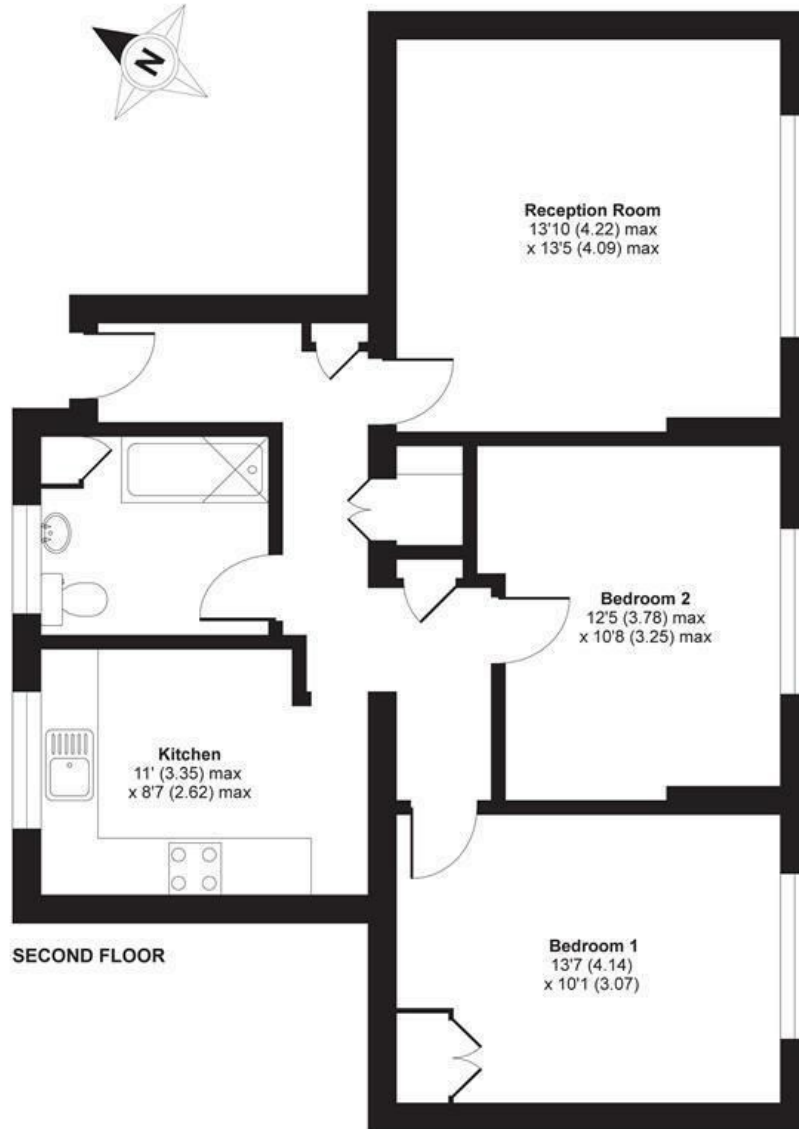 N
Reception Room
13'10 (4.22) max
x 13'5 (4.09) max
Bedroom 2
12'5 (3.78) max
x 10'8 (3.25) max
Kitchen
11' (3.35) max
x 8'7 (2.62) max
SECOND FLOOR
Bedroom 1
13'7 (4.14)
x 10'1 (3.07)